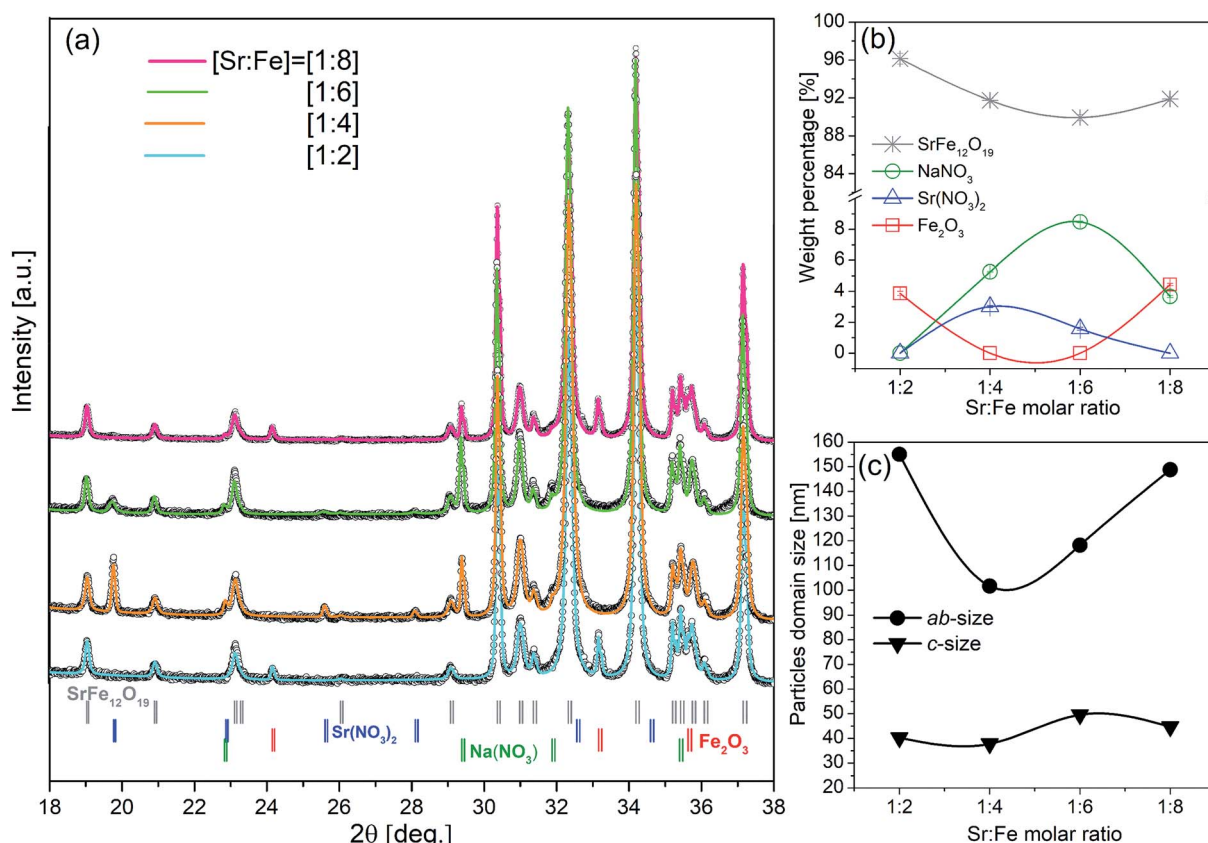 (a)
[Sr:Fe]=[1:8]
[1:6]
[1:4]
[1:2]
Intensity [a.u.]
SrFe₁₂O₁₉
Sr(NO₃)₂
Na(NO₃)
Fe₂O₃
18 20 22 24 26 28 30 32 34 36 38
2θ [deg.]
(b)
100
96
92
88
84
8
6
4
2
0
Weight percentage [%]
SrFe₁₂O₁₉
NaNO₃
Sr(NO₃)₂
Fe₂O₃
1:2 1:4 1:6 1:8
Sr:Fe molar ratio
(c)
160
150
140
130
120
110
100
90
80
70
60
50
40
30
20
Particles domain size [nm]
ab-size
c-size
1:2 1:4 1:6 1:8
Sr:Fe molar ratio